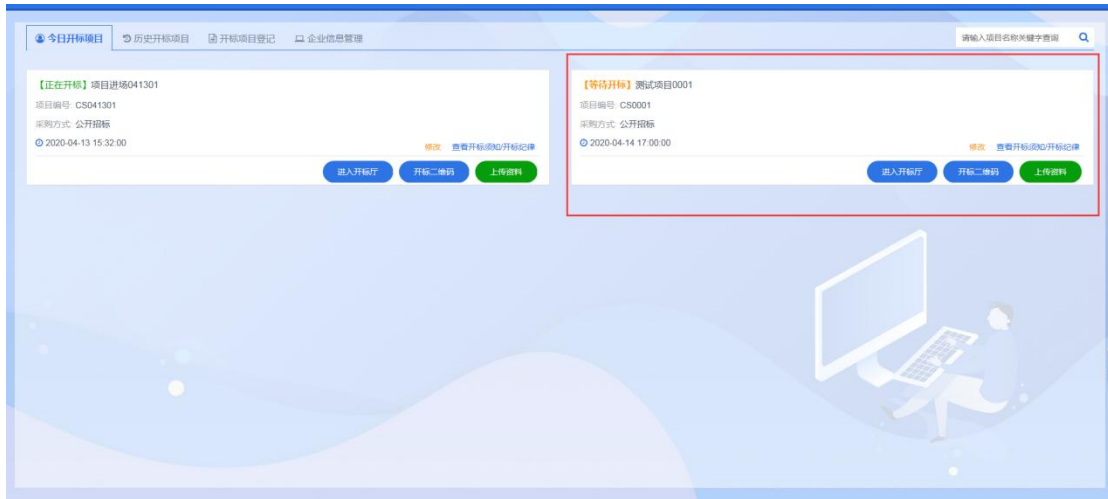 今日开标项目 历史开标项目 开标项目登记 企业信息管理 请输入项目名称关键字查询
【正在开标】项目进场041301
项目编号: CS041301
采购方式: 公开招标
2020-04-13 15:32:00
修改 查看开标须知/开标纪律
进入开标厅 开标二维码 上传资料
【等待开标】测试项目0001
项目编号: CS0001
采购方式: 公开招标
2020-04-14 17:00:00
修改 查看开标须知/开标纪律
进入开标厅 开标二维码 上传资料